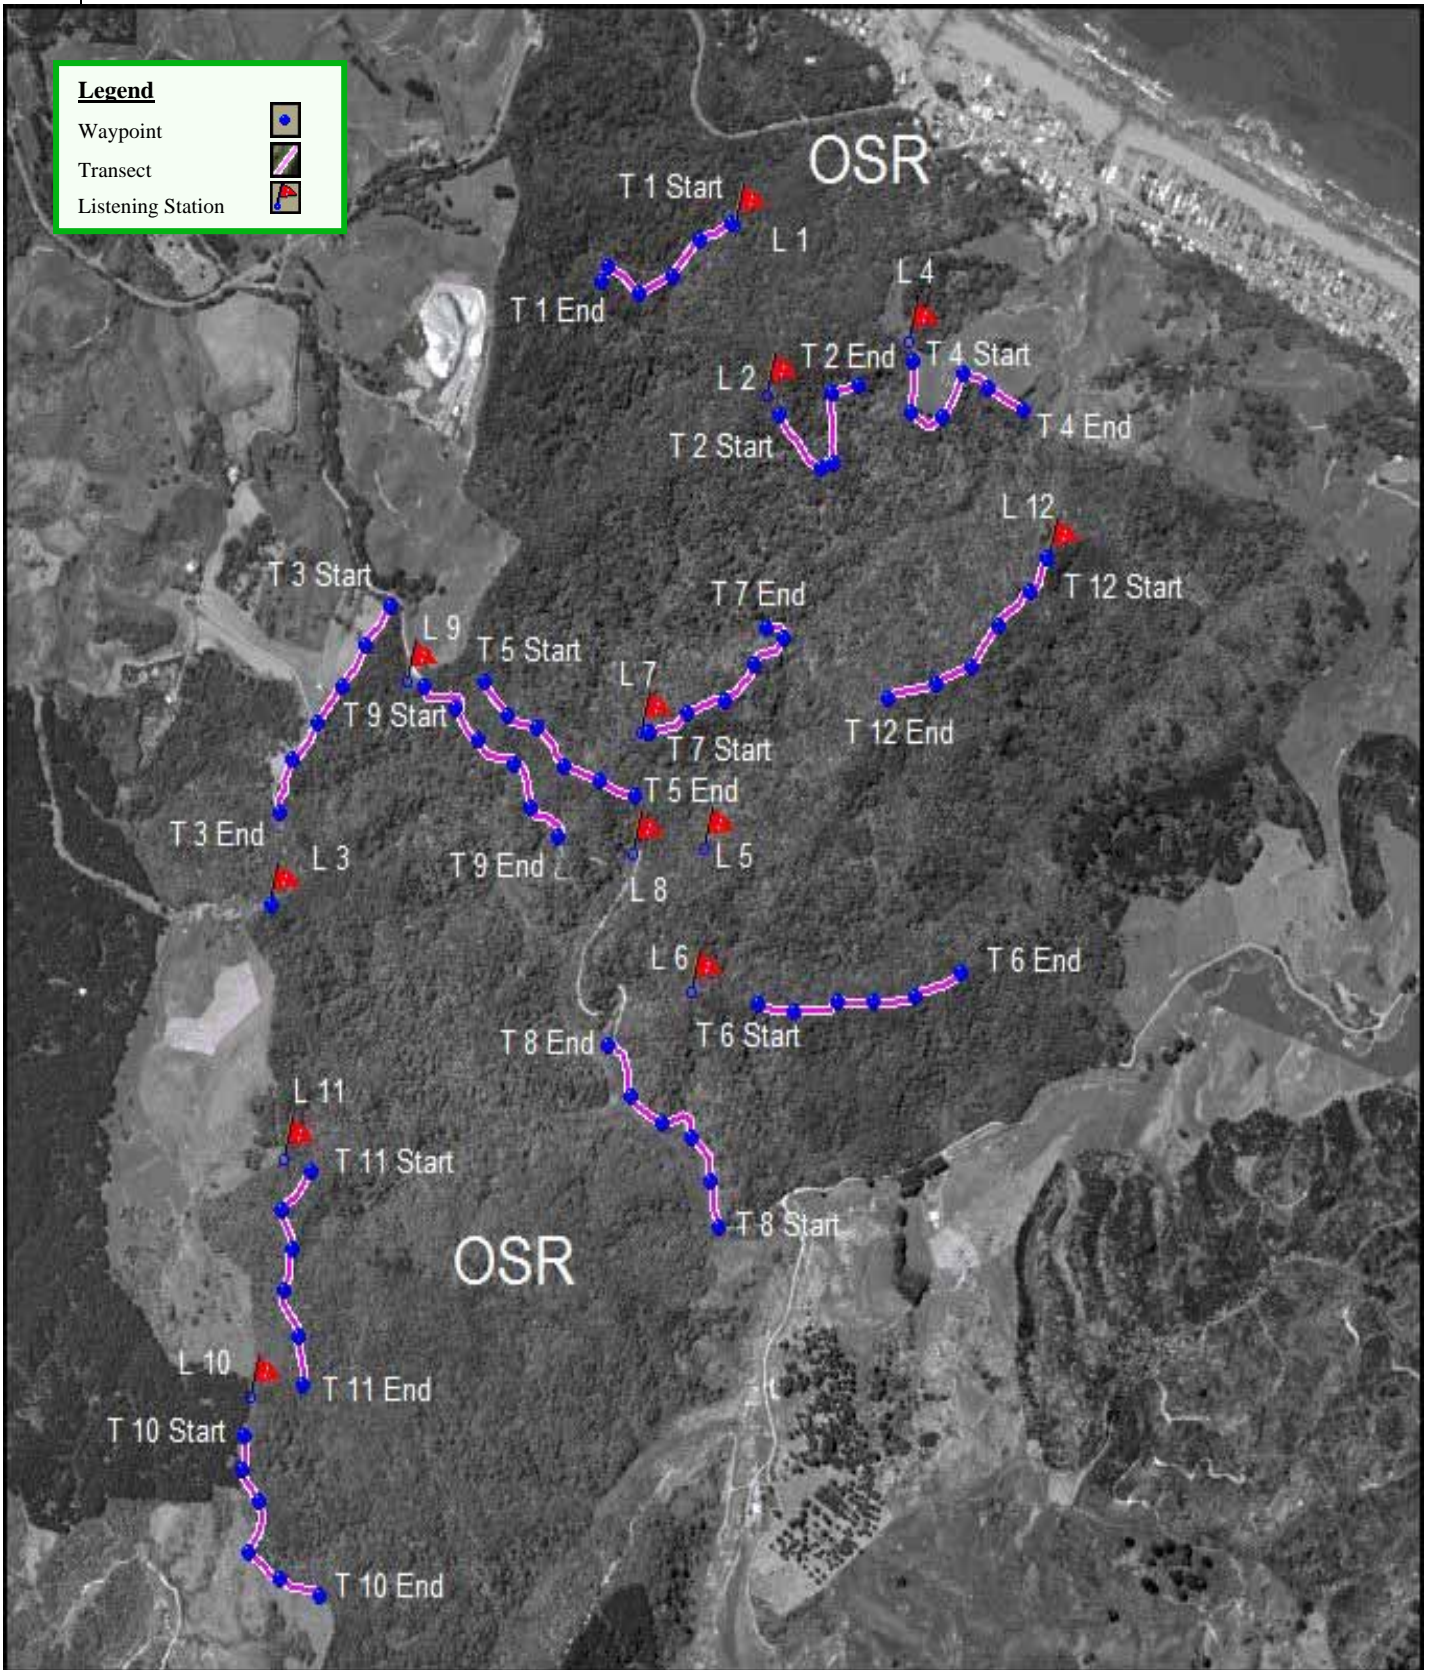 Legend
Waypoint
Transect
Listening Station
OSR
T 1 Start
L 1
L 4
T 1 End
T 2 End
T 4 Start
L 2
T 4 End
T 2 Start
L 12
T 3 Start
T 12 Start
T 7 End
L 9
T 5 Start
L 7
T 9 Start
T 12 End
T 7 Start
T 5 End
T 3 End
L 3
T 9 End
L 5
L 8
L 6
T 6 End
T 6 Start
T 8 End
L 11
T 11 Start
T 8 Start
OSR
L 10
T 11 End
T 10 Start
T 10 End